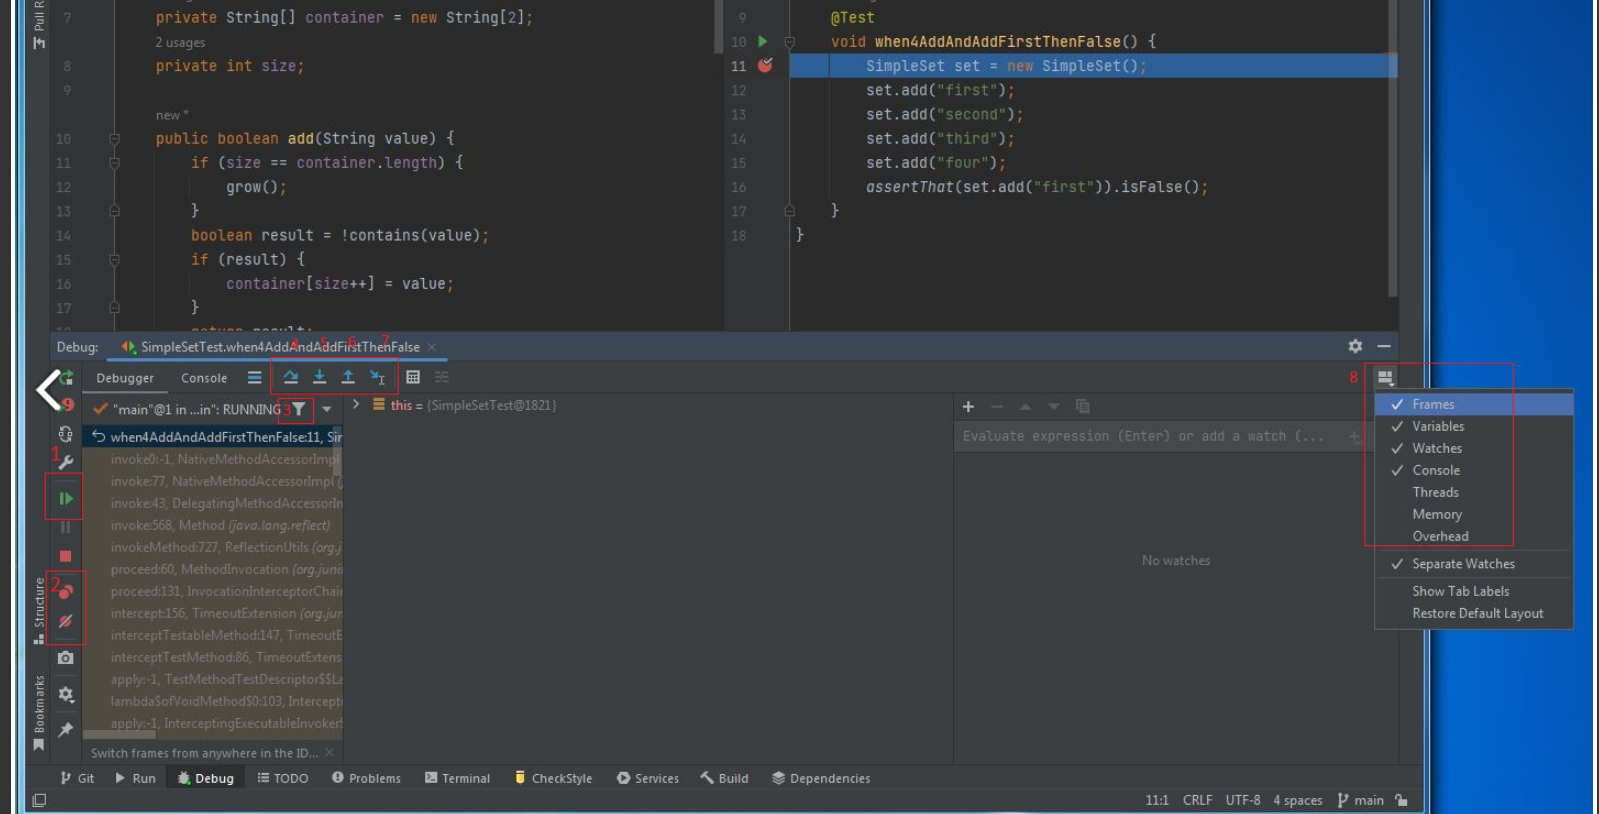 Pull R
7 private String[] container = new String[2];
2 usages
8 private int size;
9
new *
10 public boolean add(String value) {
11 if (size == container.length) {
12 grow();
13 }
14 boolean result = !contains(value);
15 if (result) {
16 container[size++] = value;
17 }
return result;
9 @Test
10 void when4AddAndAddFirstThenFalse() {
11 SimpleSet set = new SimpleSet();
12 set.add("first");
13 set.add("second");
14 set.add("third");
15 set.add("four");
16 assertThat(set.add("first")).isFalse();
17 }
18 }
Debug: SimpleSetTest.when4AddAndAddFirstThenFalse
4 5 6 7
Debugger Console
8
"main"@1 in ...in": RUNNING 3
this = {SimpleSetTest@1821}
when4AddAndAddFirstThenFalse:11, Sir
invoke0:-1, NativeMethodAccessorImpl
invoke:77, NativeMethodAccessorImpl (
invoke:43, DelegatingMethodAccessorIn
invoke:568, Method (java.lang.reflect)
invokeMethod:727, ReflectionUtils (org.j
proceed:60, MethodInvocation (org.juni
proceed:131, InvocationInterceptorChai
intercept:156, TimeoutExtension (org.jur
interceptTestableMethod:147, TimeoutE
interceptTestMethod:86, TimeoutExtens
apply:-1, TestMethodTestDescriptor$$La
lambda$ofVoidMethod$0:103, Intercept
apply:-1, InterceptingExecutableInvoker
Switch frames from anywhere in the ID...
1
2
Structure
Bookmarks
Evaluate expression (Enter) or add a watch (...
No watches
Frames
Variables
Watches
Console
Threads
Memory
Overhead
Separate Watches
Show Tab Labels
Restore Default Layout
Git Run Debug TODO Problems Terminal CheckStyle Services Build Dependencies
11:1 CRLF UTF-8 4 spaces main